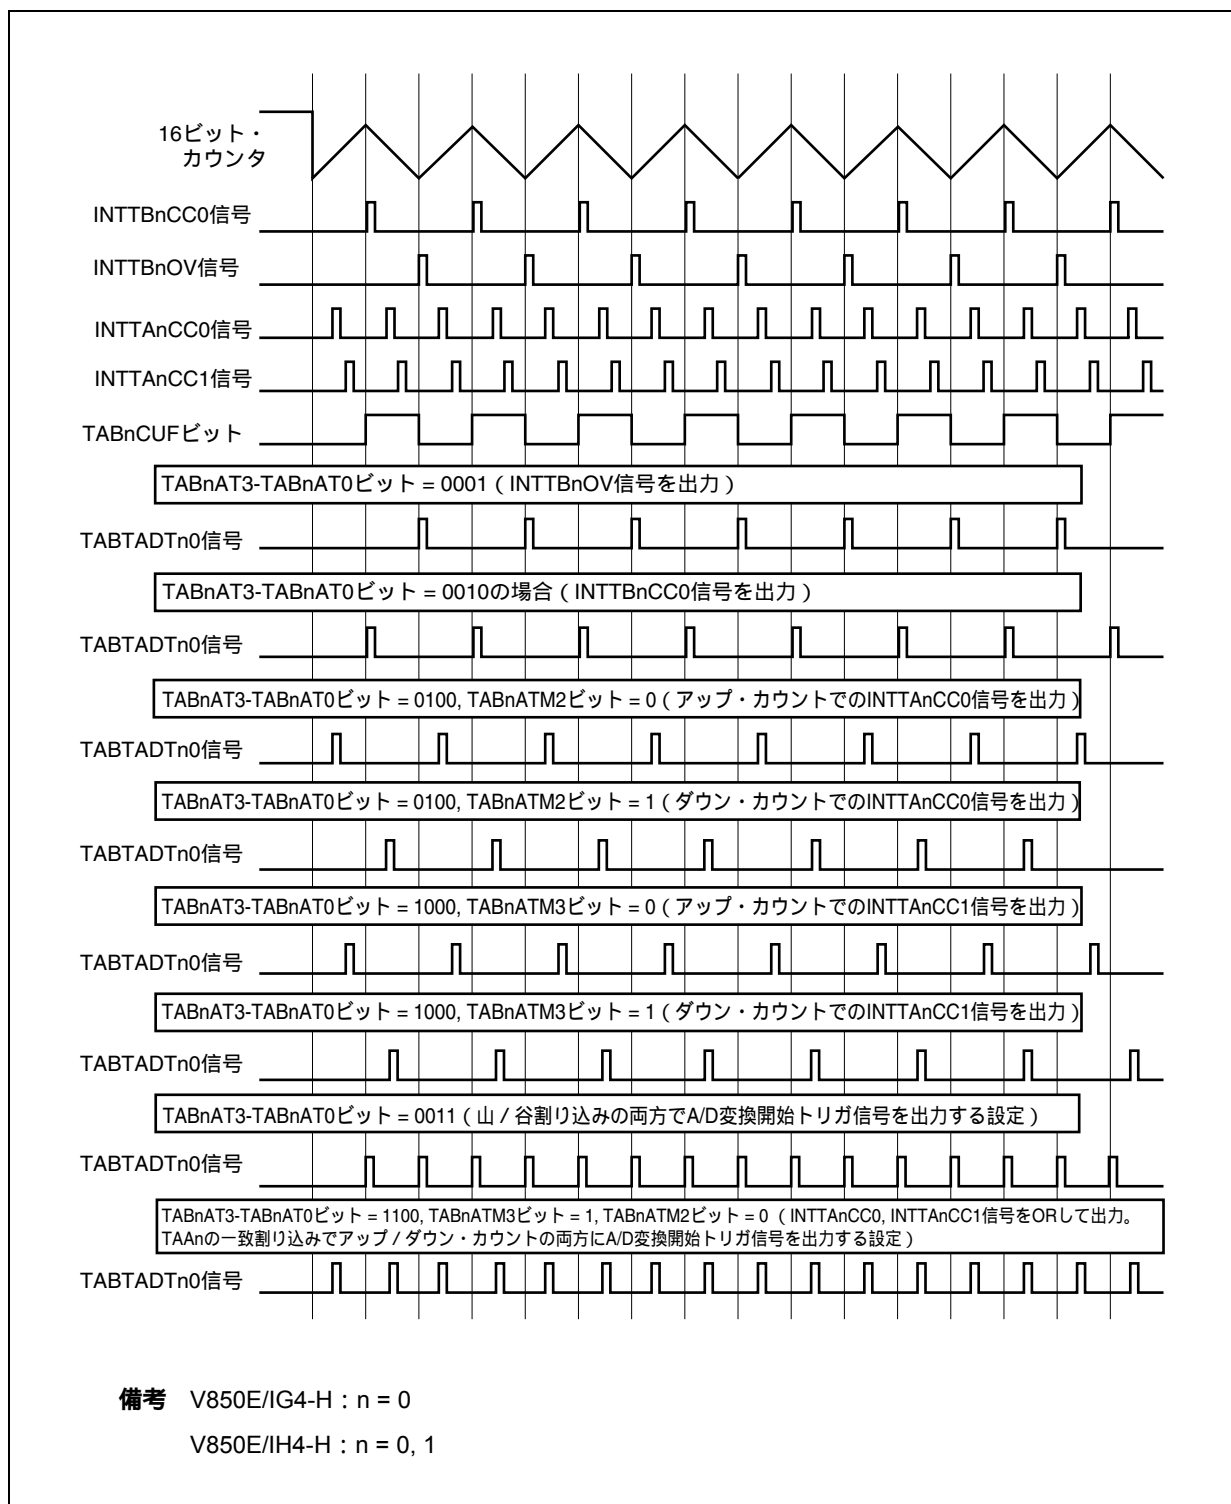 16ビット・
カウンタ
INTTBnCC0信号
INTTBnOV信号
INTTAnCC0信号
INTTAnCC1信号
TABnCUFビット
TABnAT3-TABnAT0ビット = 0001（INTTBnOV信号を出力）
TABTADTn0信号
TABnAT3-TABnAT0ビット = 0010の場合（INTTBnCC0信号を出力）
TABTADTn0信号
TABnAT3-TABnAT0ビット = 0100, TABnATM2ビット = 0（アップ・カウントでのINTTAnCC0信号を出力）
TABTADTn0信号
TABnAT3-TABnAT0ビット = 0100, TABnATM2ビット = 1（ダウン・カウントでのINTTAnCC0信号を出力）
TABTADTn0信号
TABnAT3-TABnAT0ビット = 1000, TABnATM3ビット = 0（アップ・カウントでのINTTAnCC1信号を出力）
TABTADTn0信号
TABnAT3-TABnAT0ビット = 1000, TABnATM3ビット = 1（ダウン・カウントでのINTTAnCC1信号を出力）
TABTADTn0信号
TABnAT3-TABnAT0ビット = 0011（山／谷割り込みの両方でA/D変換開始トリガ信号を出力する設定）
TABTADTn0信号
TABnAT3-TABnAT0ビット = 1100, TABnATM3ビット = 1, TABnATM2ビット = 0 （INTTAnCC0, INTTAnCC1信号をORして出力。
TAAnの一致割り込みでアップ／ダウン・カウントの両方にA/D変換開始トリガ信号を出力する設定）
TABTADTn0信号
備考 V850E/IG4-H：n = 0
V850E/IH4-H：n = 0, 1